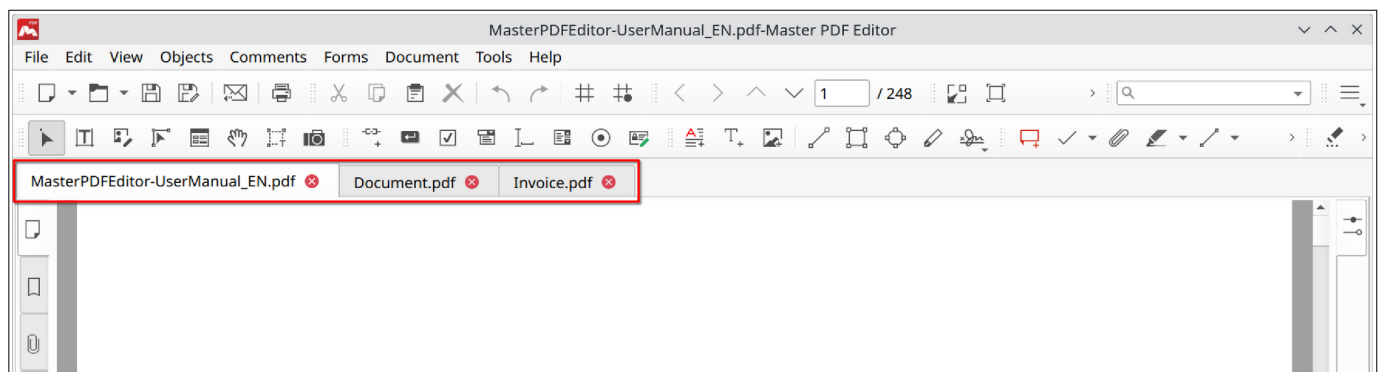 PDF
MasterPDFEditor-UserManual_EN.pdf-Master PDF Editor
File Edit View Objects Comments Forms Document Tools Help
1 / 248
MasterPDFEditor-UserManual_EN.pdf Document.pdf Invoice.pdf